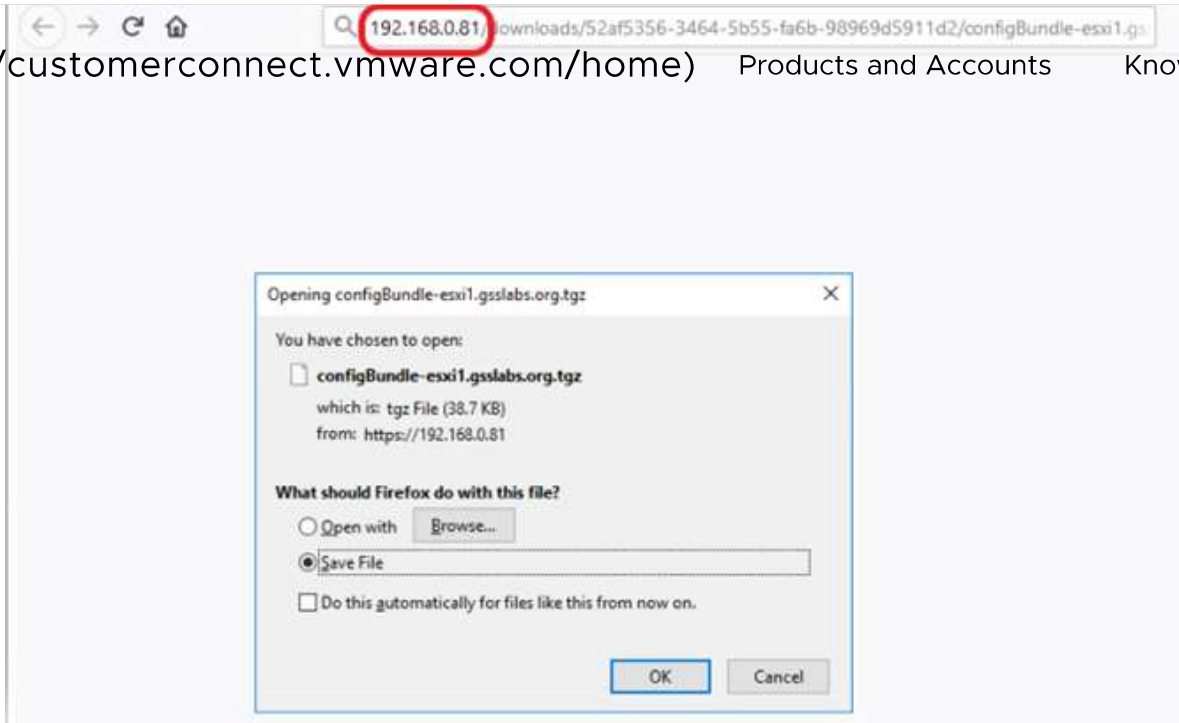 192.168.0.81/downloads/52af5356-3464-5b55-fa6b-98969d5911d2/configBundle-esxi1.gs
/customerconnect.vmware.com/home) Products and Accounts Know
Opening configBundle-esxi1.gsslabs.org.tgz
You have chosen to open:
configBundle-esxi1.gsslabs.org.tgz
which is: tgz File (38.7 KB)
from: https://192.168.0.81
What should Firefox do with this file?
Open with Browse...
Save File
Do this automatically for files like this from now on.
OK Cancel